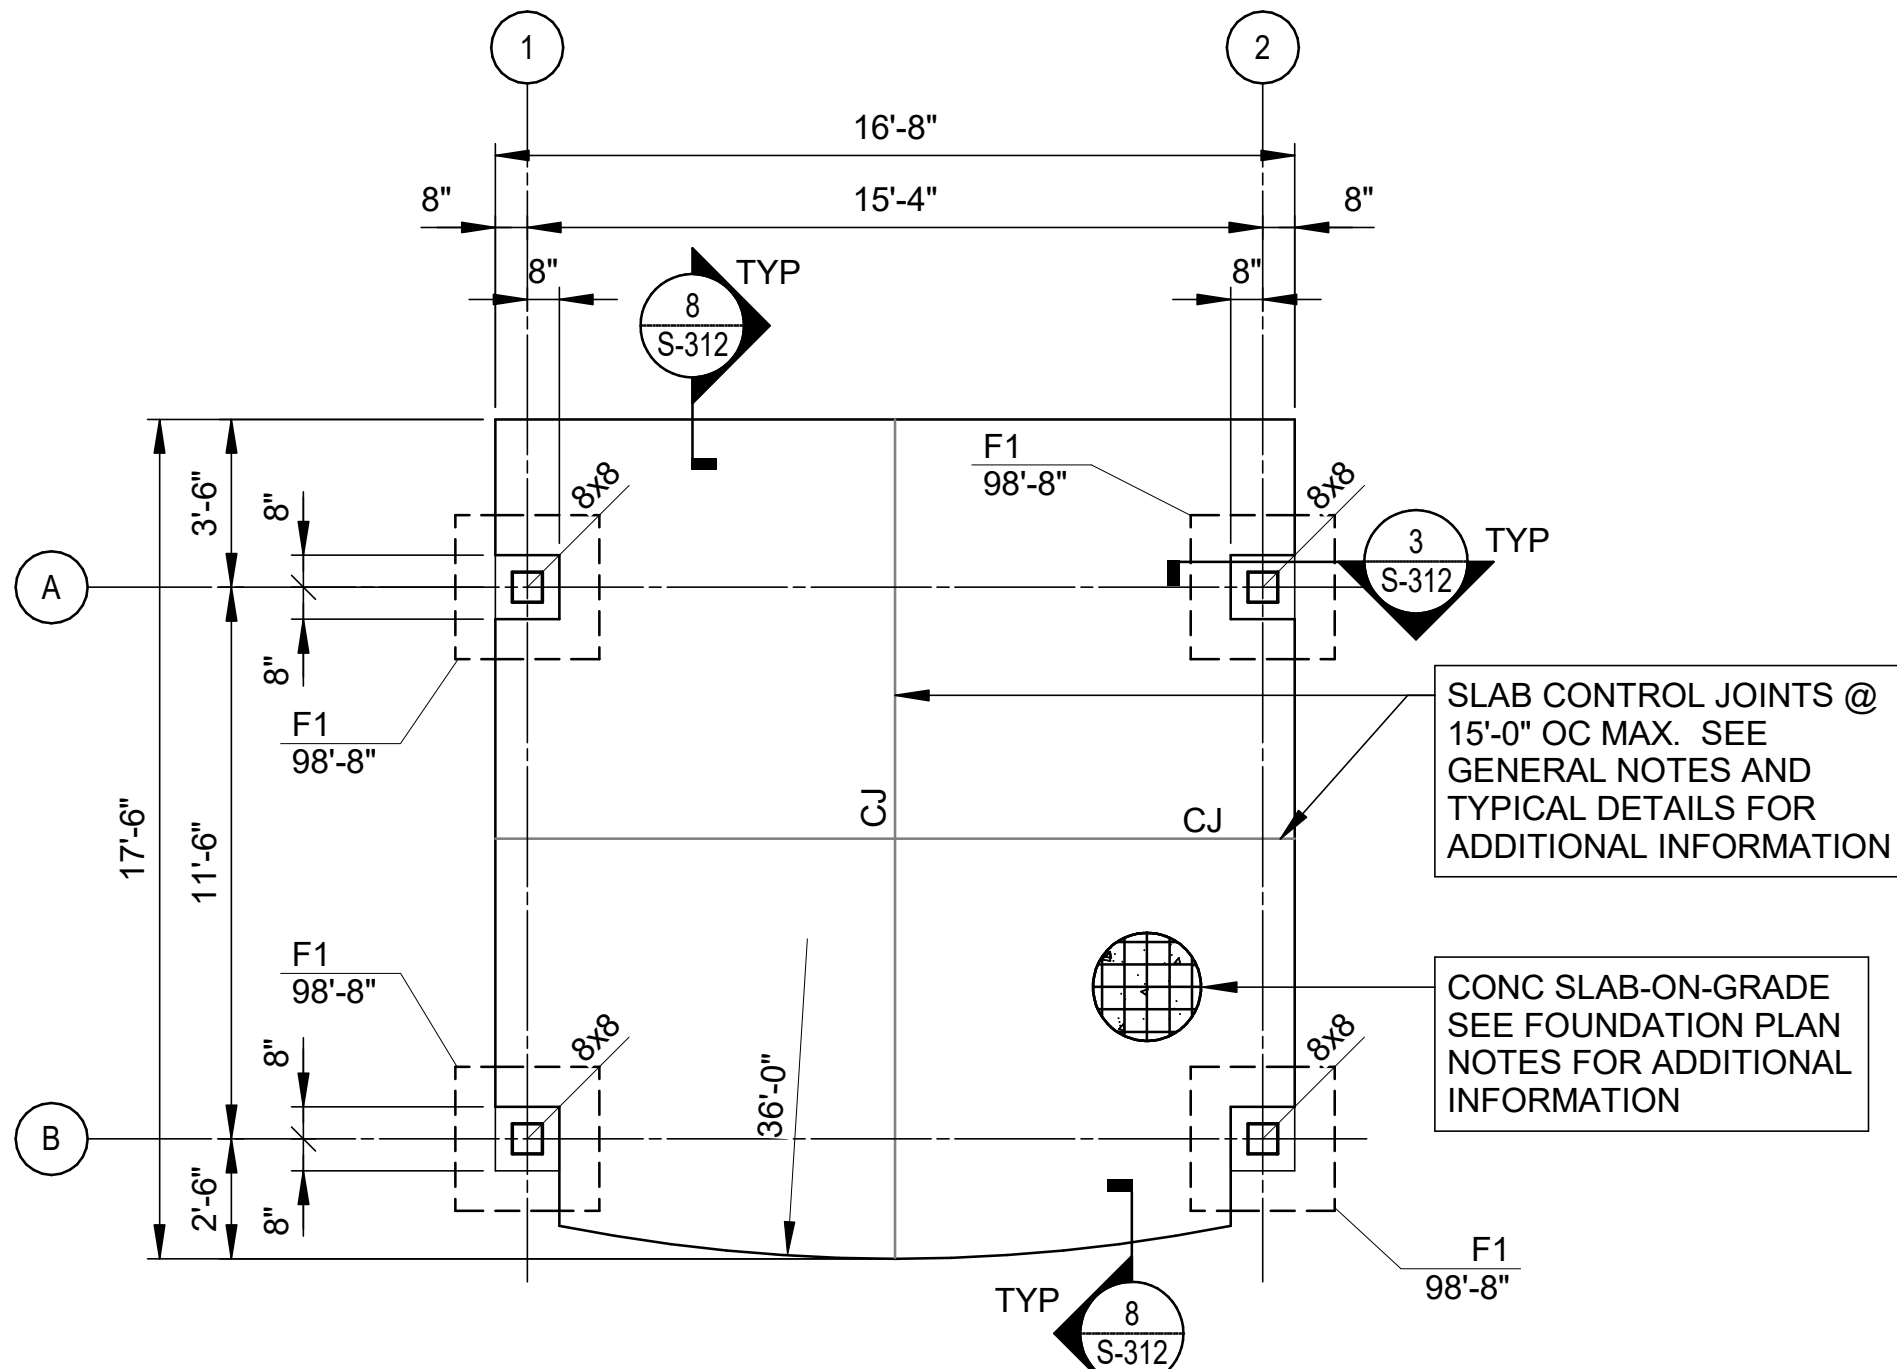 1
2
16'-8"
8"
15'-4"
8"
8"
TYP
8"
8
S-312
F1
98'-8"
8x8
8x8
3'-6"
8"
3
S-312
TYP
A
8"
F1
98'-8"
SLAB CONTROL JOINTS @
15'-0" OC MAX. SEE
GENERAL NOTES AND
TYPICAL DETAILS FOR
ADDITIONAL INFORMATION
17'-6"
11'-6"
CJ
CJ
F1
98'-8"
CONC SLAB-ON-GRADE
SEE FOUNDATION PLAN
NOTES FOR ADDITIONAL
INFORMATION
8"
8x8
8x8
36'-0"
B
2'-6"
8"
F1
98'-8"
TYP
8
S-312